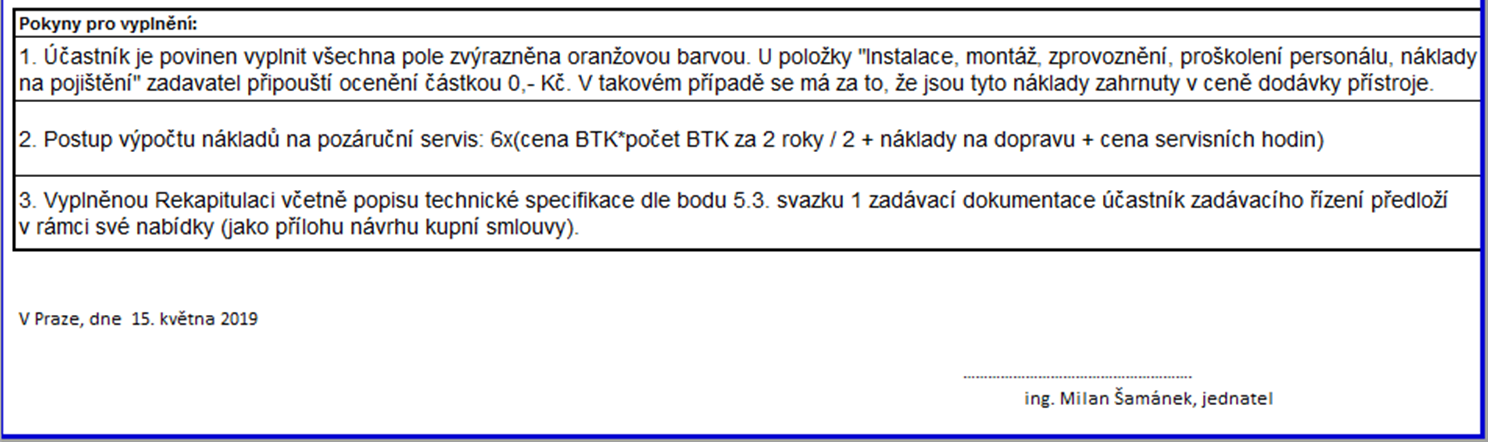 Pokyny pro vyplnění:
1. Účastník je povinen vyplnit všechna pole zvýrazněna oranžovou barvou. U položky "Instalace, montáž, zprovoznění, proškolení personálu, náklady
na pojištění" zadavatel připouští ocenění částkou 0,- Kč. V takovém případě se má za to, že jsou tyto náklady zahrnuty v ceně dodávky přístroje.
2. Postup výpočtu nákladů na pozáruční servis: 6x(cena BTK*počet BTK za 2 roky / 2 + náklady na dopravu + cena servisních hodin)
3. Vyplněnou Rekapitulaci včetně popisu technické specifikace dle bodu 5.3. svazku 1 zadávací dokumentace účastník zadávacího řízení předloží
v rámci své nabídky (jako přílohu návrhu kupní smlouvy).
V Praze, dne 15. května 2019
ing. Milan Šamánek, jednatel